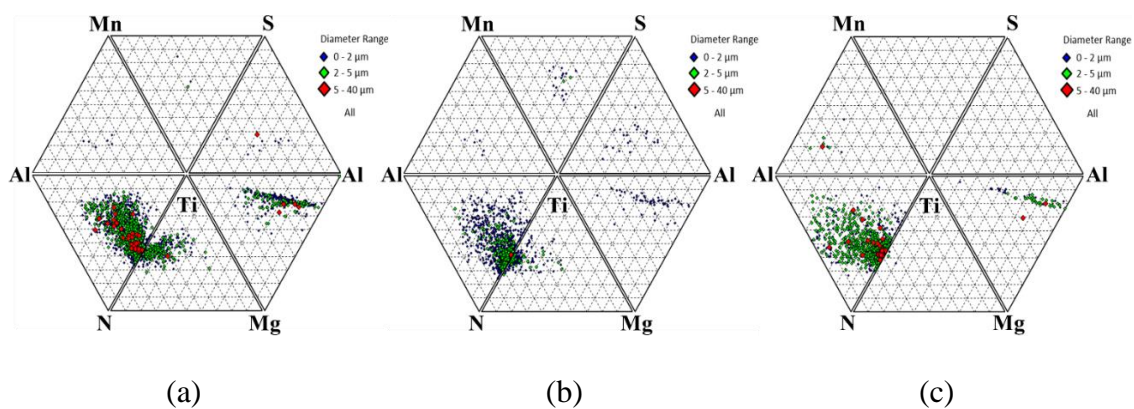 Mn S
Diameter Range
0 - 2 µm
2 - 5 µm
5 - 40 µm
All
Al Al
Ti
N Mg
(a)
Mn S
Diameter Range
0 - 2 µm
2 - 5 µm
5 - 40 µm
All
Al Al
Ti
N Mg
(b)
Mn S
Diameter Range
0 - 2 µm
2 - 5 µm
5 - 40 µm
All
Al Al
Ti
N Mg
(c)